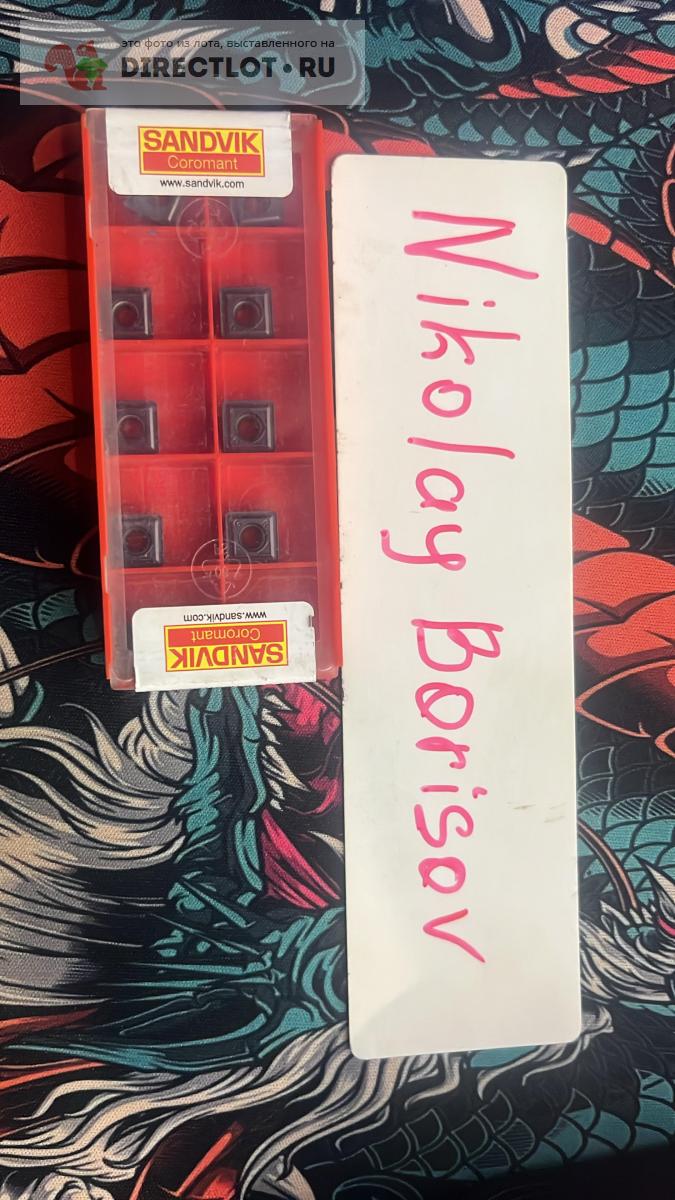 это фото из лота, выставленного на
DIRECTLOT•RU
SANDVIK
Coromant
www.sandvik.com
Nikolay Borisov
www.sandvik.com
Coromant
SANDVIK